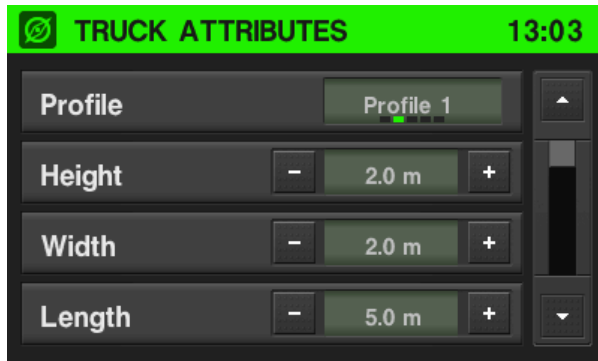 TRUCK ATTRIBUTES 13:03
Profile Profile 1
Height - 2.0 m +
Width - 2.0 m +
Length - 5.0 m +